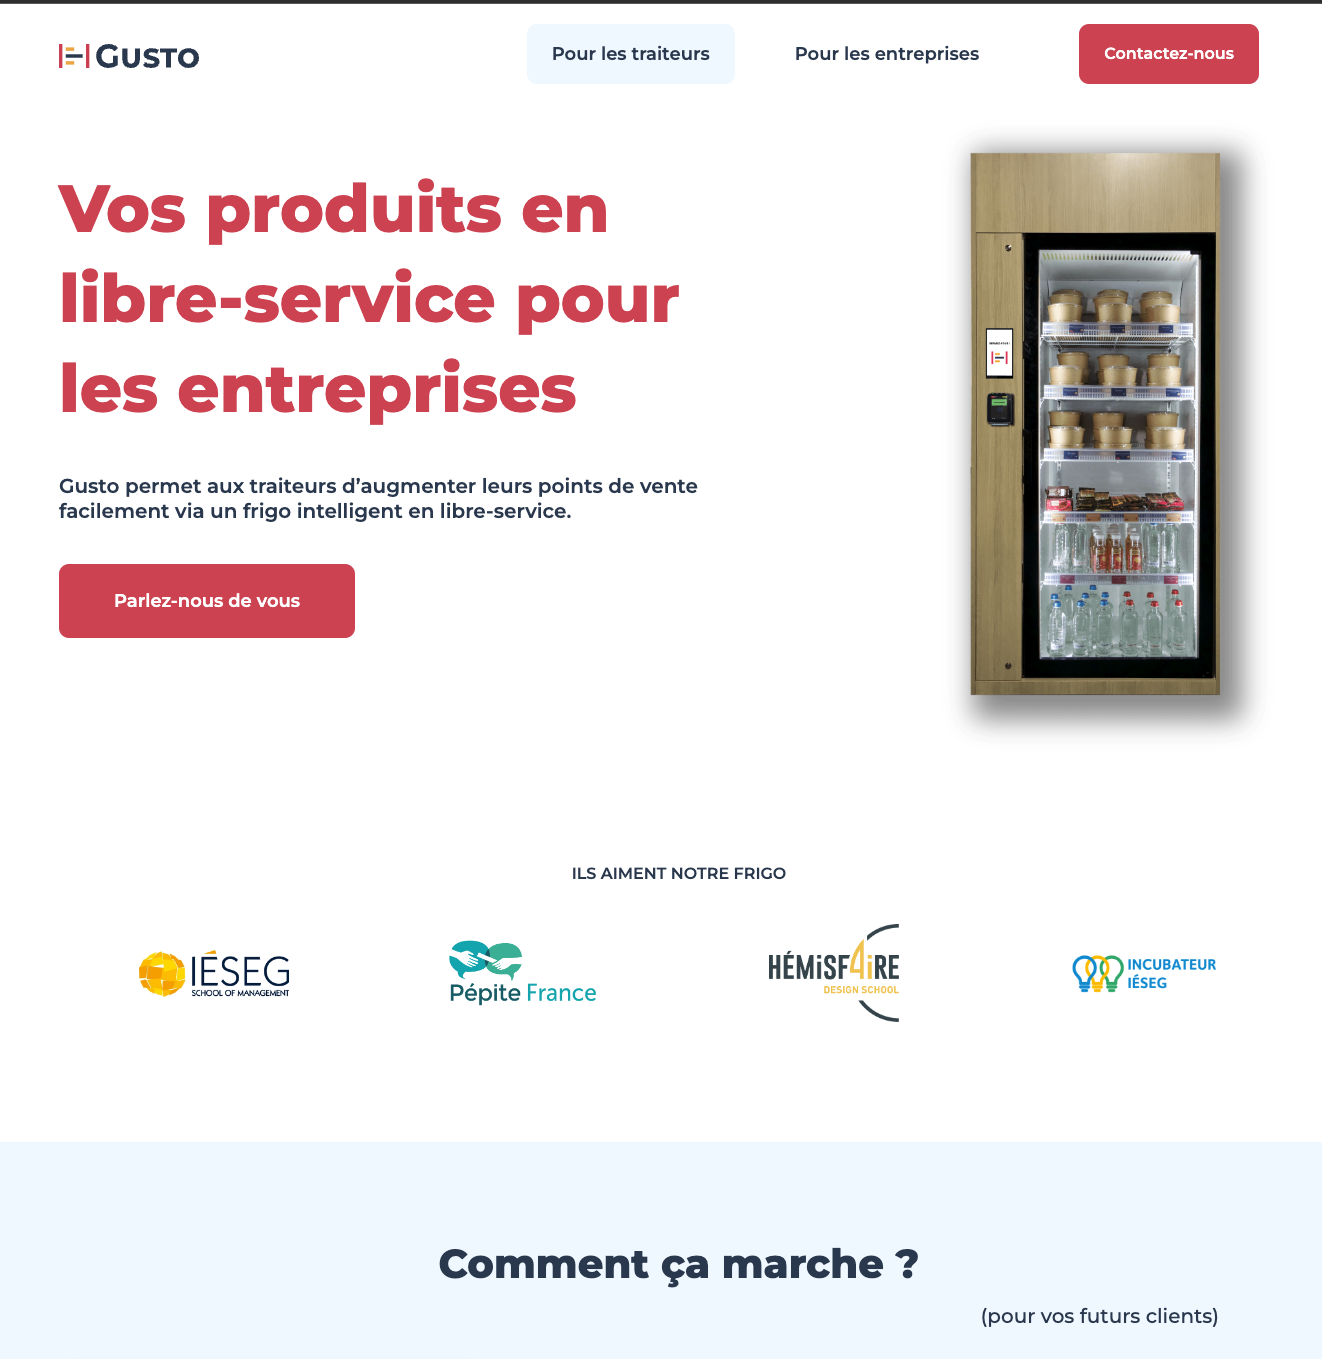 GUSTO
Pour les traiteurs
Pour les entreprises
Contactez-nous
Vos produits en
libre-service pour
les entreprises
Gusto permet aux traiteurs d’augmenter leurs points de vente
facilement via un frigo intelligent en libre-service.
Parlez-nous de vous
ILS AIMENT NOTRE FRIGO
IÉSEG
SCHOOL OF MANAGEMENT
Pépite France
HÉMiSF4iRE
DESIGN SCHOOL
INCUBATEUR
IÉSEG
Comment ça marche ?
(pour vos futurs clients)